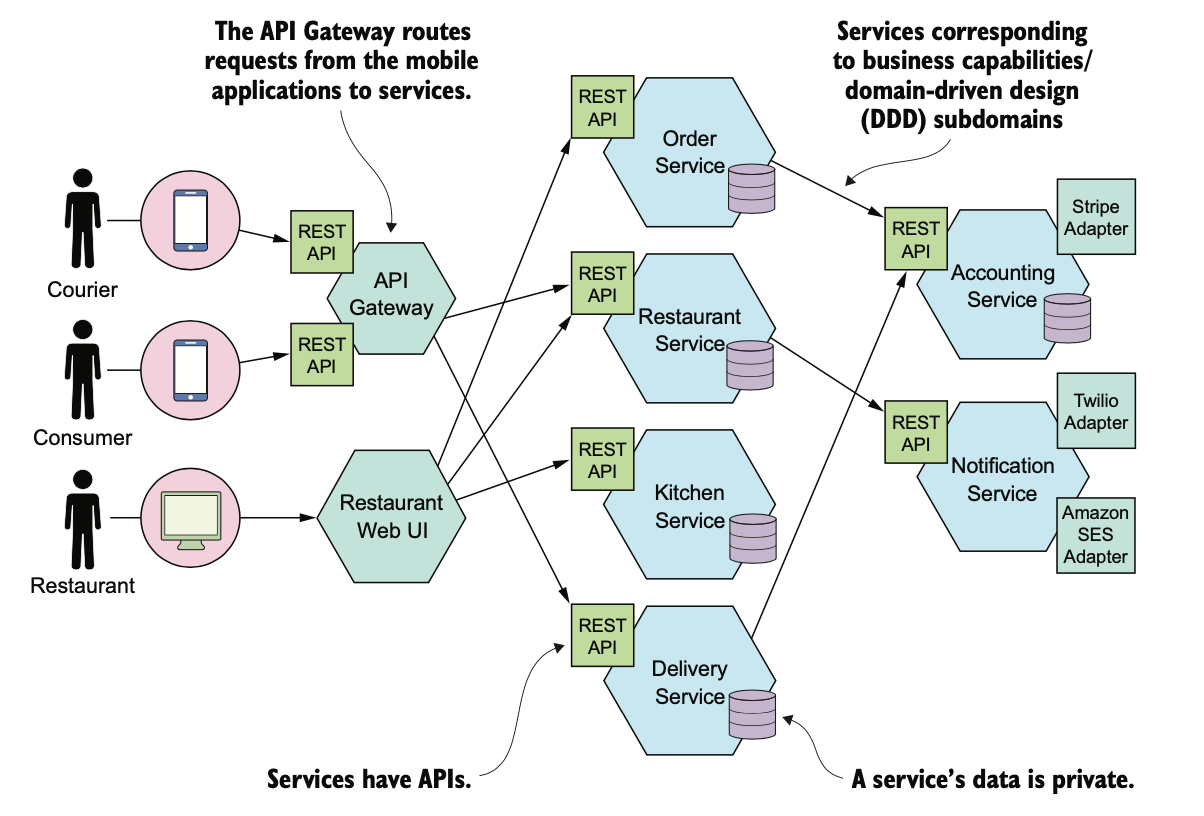 The API Gateway routes
requests from the mobile
applications to services.
Services corresponding
to business capabilities/
domain-driven design
(DDD) subdomains
REST
API
Order
Service
Courier
REST
API
API
Gateway
REST
API
Consumer
REST
API
Restaurant
Service
REST
API
Accounting
Service
Stripe
Adapter
Restaurant
Restaurant
Web UI
REST
API
Kitchen
Service
REST
API
Notification
Service
Twilio
Adapter
Amazon
SES
Adapter
REST
API
Delivery
Service
Services have APIs.
A service's data is private.